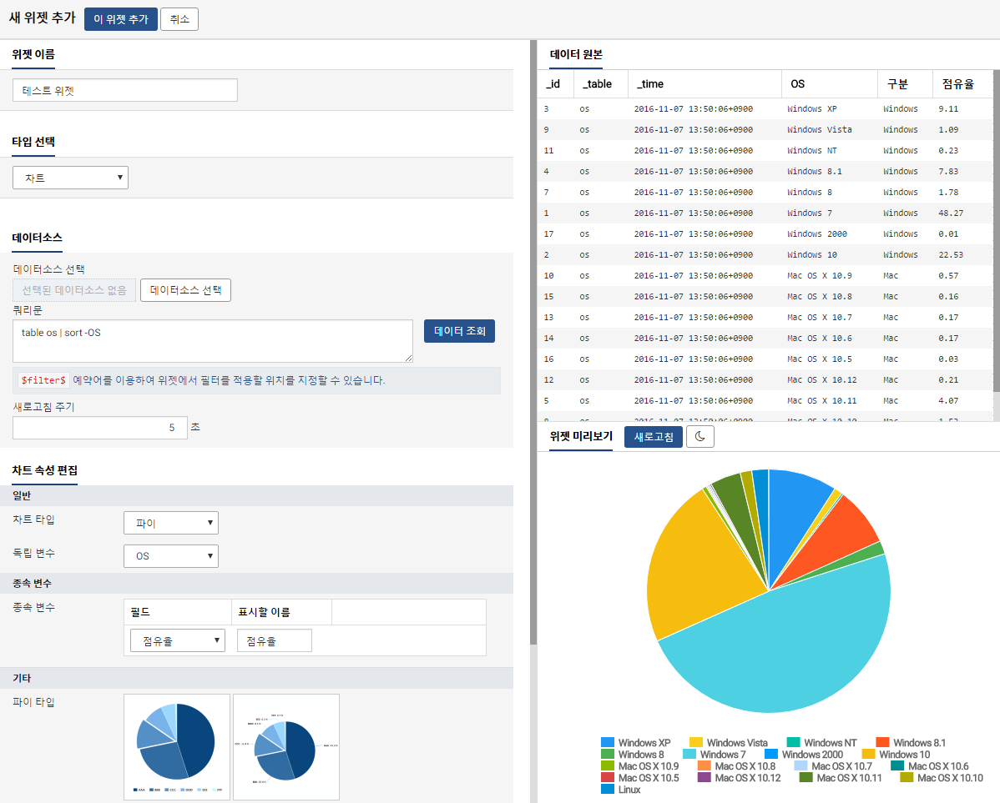 새 위젯 추가 이 위젯 추가 취소
위젯 이름
테스트 위젯
타입 선택
차트
데이터소스
데이터소스 선택
선택된 데이터소스 없음 데이터소스 선택
쿼리문
table os | sort -OS
데이터 조회
$filter$ 예약어를 이용하여 위젯에서 필터를 적용할 위치를 지정할 수 있습니다.
새로고침 주기
5 초
차트 속성 편집
일반
차트 타입 파이
독립 변수 OS
종속 변수
종속 변수 필드 표시할 이름
점유율 점유율
기타
파이 타입
AAA BBB CCC DDD EEE FFF
데이터 원본
_id _table _time OS 구분 점유율
3 os 2016-11-07 13:50:06+0900 Windows XP Windows 9.11
9 os 2016-11-07 13:50:06+0900 Windows Vista Windows 1.09
11 os 2016-11-07 13:50:06+0900 Windows NT Windows 0.23
4 os 2016-11-07 13:50:06+0900 Windows 8.1 Windows 7.83
7 os 2016-11-07 13:50:06+0900 Windows 8 Windows 1.78
1 os 2016-11-07 13:50:06+0900 Windows 7 Windows 48.27
17 os 2016-11-07 13:50:06+0900 Windows 2000 Windows 0.01
2 os 2016-11-07 13:50:06+0900 Windows 10 Windows 22.53
10 os 2016-11-07 13:50:06+0900 Mac OS X 10.9 Mac 0.57
15 os 2016-11-07 13:50:06+0900 Mac OS X 10.8 Mac 0.16
13 os 2016-11-07 13:50:06+0900 Mac OS X 10.7 Mac 0.17
14 os 2016-11-07 13:50:06+0900 Mac OS X 10.6 Mac 0.17
16 os 2016-11-07 13:50:06+0900 Mac OS X 10.5 Mac 0.03
12 os 2016-11-07 13:50:06+0900 Mac OS X 10.12 Mac 0.21
5 os 2016-11-07 13:50:06+0900 Mac OS X 10.11 Mac 4.07
8 os 2016-11-07 13:50:06+0900 Mac OS X 10.10 Mac 1.53
위젯 미리보기 새로고침
Windows XP Windows Vista Windows NT Windows 8.1
Windows 8 Windows 7 Windows 2000 Windows 10
Mac OS X 10.9 Mac OS X 10.8 Mac OS X 10.7 Mac OS X 10.6
Mac OS X 10.5 Mac OS X 10.12 Mac OS X 10.11 Mac OS X 10.10
Linux